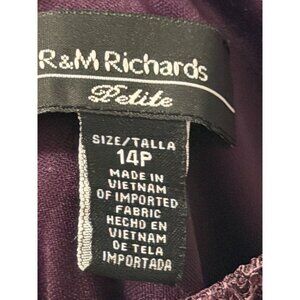 R&M Richards
Petite
SIZE/TALLA
14P
MADE IN
VIETNAM
OF IMPORTED
FABRIC
HECHO EN
VIETNAM
DE TELA
IMPORTADA